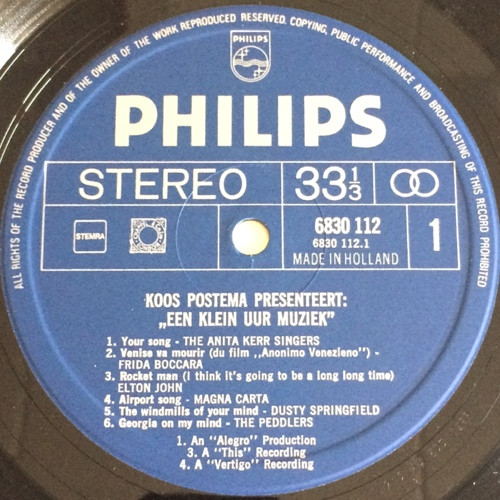 ALL RIGHTS OF THE RECORD PRODUCER AND OF THE OWNER OF THE WORK REPRODUCED RESERVED. COPYING, PUBLIC PERFORMANCE AND BROADCASTING OF THIS RECORD PROHIBITED
PHILIPS
PHILIPS
STEREO 33 1/3
STEMRA
6830 112
6830 112.1
MADE IN HOLLAND
1
KOOS POSTEMA PRESENTEERT:
„EEN KLEIN UUR MUZIEK”
1. Your song - THE ANITA KERR SINGERS
2. Venise va mourir (du film ,,Anonimo Venezieno") -
FRIDA BOCCARA
3. Rocket man (I think it's going to be a long long time)
ELTON JOHN
4. Airport song - MAGNA CARTA
5. The windmills of your mind - DUSTY SPRINGFIELD
6. Georgia on my mind - THE PEDDLERS
1. An "Alegro" Production
3. A "This" Recording
4. A "Vertigo" Recording